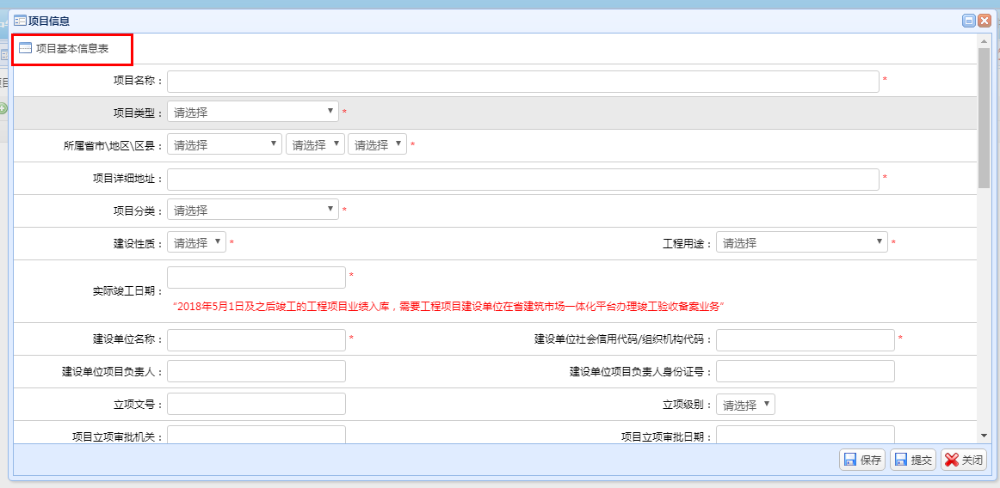 项目信息
项目基本信息表
项目名称： *
项目类型： 请选择 *
所属省市\地区\区县： 请选择 请选择 请选择 *
项目详细地址： *
项目分类： 请选择 *
建设性质： 请选择 * 工程用途： 请选择 *
实际竣工日期： *
“2018年5月1日及之后竣工的工程项目业绩入库，需要工程项目建设单位在省建筑市场一体化平台办理竣工验收备案业务”
建设单位名称： * 建设单位社会信用代码/组织机构代码： *
建设单位项目负责人： 建设单位项目负责人身份证号：
立项文号： 立项级别： 请选择
项目立项审批机关： 项目立项审批日期：
保存 提交 关闭